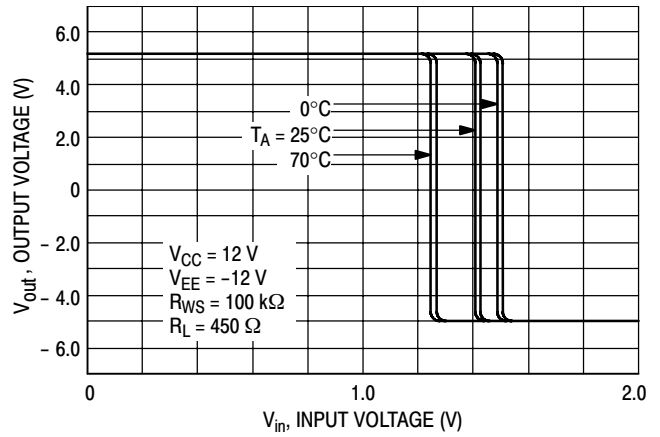 V_out, OUTPUT VOLTAGE (V)
6.0
4.0
2.0
0
– 2.0
– 4.0
– 6.0
0°C
T_A = 25°C
70°C
V_CC = 12 V
V_EE = –12 V
R_WS = 100 kΩ
R_L = 450 Ω
0
1.0
2.0
V_in, INPUT VOLTAGE (V)